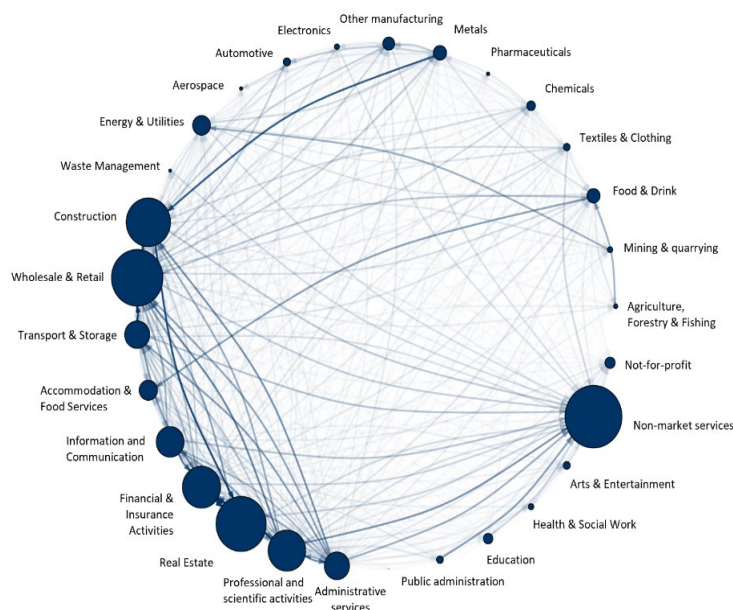 Other manufacturing
Electronics
Metals
Automotive
Pharmaceuticals
Aerospace
Chemicals
Energy & Utilities
Textiles & Clothing
Waste Management
Food & Drink
Construction
Mining & quarrying
Wholesale & Retail
Agriculture,
Forestry & Fishing
Transport & Storage
Not-for-profit
Accommodation &
Food Services
Non-market services
Information and
Communication
Arts & Entertainment
Financial &
Insurance
Activities
Health & Social Work
Real Estate
Education
Professional and
scientific activities
Administrative
services
Public administration